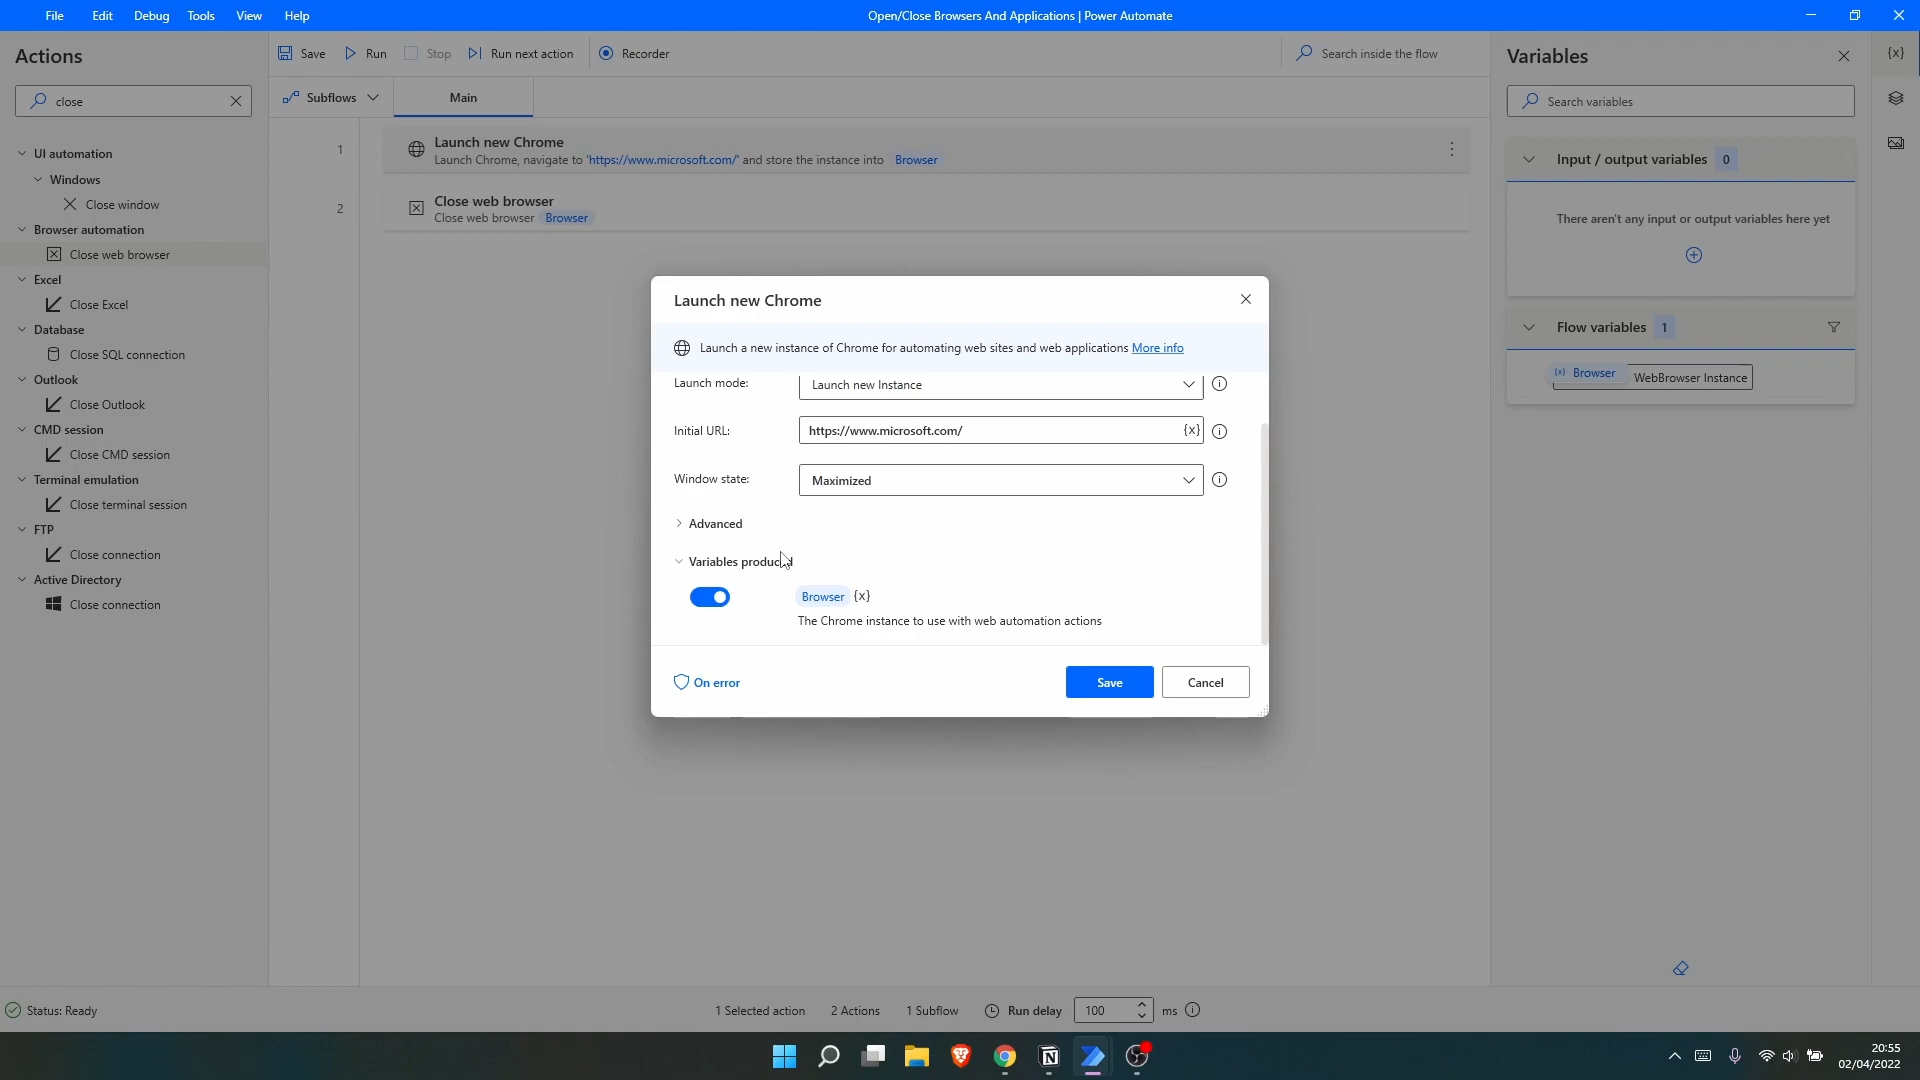 File Edit Debug Tools View Help
Open/Close Browsers And Applications | Power Automate
Actions
close
UI automation
Windows
Close window
Browser automation
Close web browser
Excel
Close Excel
Database
Close SQL connection
Outlook
Close Outlook
CMD session
Close CMD session
Terminal emulation
Close terminal session
FTP
Close connection
Active Directory
Close connection
Save Run Stop Run next action Recorder
Search inside the flow
Subflows Main
1
Launch new Chrome
Launch Chrome, navigate to 'https://www.microsoft.com/' and store the instance into Browser
2
Close web browser
Close web browser Browser
Launch new Chrome
Launch a new instance of Chrome for automating web sites and web applications More info
Launch mode: Launch new Instance
Initial URL: https://www.microsoft.com/ {x}
Window state: Maximized
Advanced
Variables produced
Browser {x}
The Chrome instance to use with web automation actions
On error Save Cancel
Variables
{x}
Search variables
Input / output variables 0
There aren't any input or output variables here yet
Flow variables 1
(x) Browser WebBrowser Instance
Status: Ready
1 Selected action 2 Actions 1 Subflow Run delay 100 ms
20:55
02/04/2022